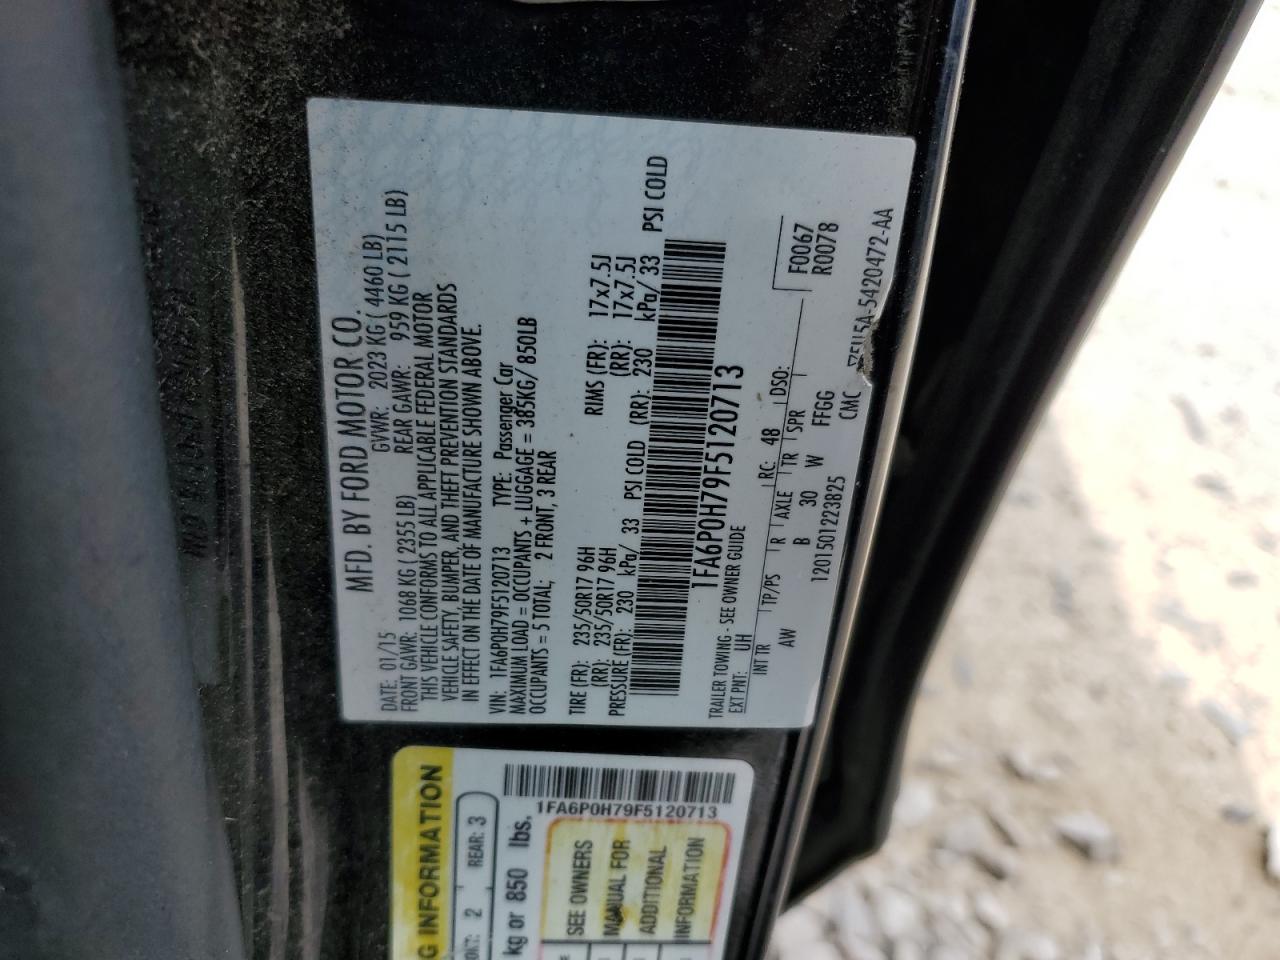 MFD. BY FORD MOTOR CO.
DATE: 01/15 GVWR: 2023 KG ( 4460 LB)
FRONT GAWR: 1068 KG ( 2355 LB) REAR GAWR: 959 KG ( 2115 LB)
THIS VEHICLE CONFORMS TO ALL APPLICABLE FEDERAL MOTOR
VEHICLE SAFETY, BUMPER, AND THEFT PREVENTION STANDARDS
IN EFFECT ON THE DATE OF MANUFACTURE SHOWN ABOVE.
VIN: 1FA6P0H79F5120713 TYPE: Passenger Car
MAXIMUM LOAD = OCCUPANTS + LUGGAGE = 385KG/ 850LB
OCCUPANTS = 5 TOTAL; 2 FRONT, 3 REAR
TIRE (FR): 235/50R17 96H RIMS (FR): 17x7.5J
(RR): 235/50R17 96H (RR): 17x7.5J
PRESSURE (FR): 230 kPa/ 33 PSI COLD (RR): 230 kPa/ 33 PSI COLD
1FA6P0H79F5120713
TRAILER TOWING - SEE OWNER GUIDE
EXT PNT: UH RC: 48 DSO: F0067
R0078
INT TR TP/PS R AXLE TR SPR
AW B 30 W FFGG
1201501223825 CMC 5420472-AA
G INFORMATION
2 REAR: 3
kg or 850 lbs.
1FA6P0H79F5120713
SEE OWNERS
MANUAL FOR
ADDITIONAL
INFORMATION